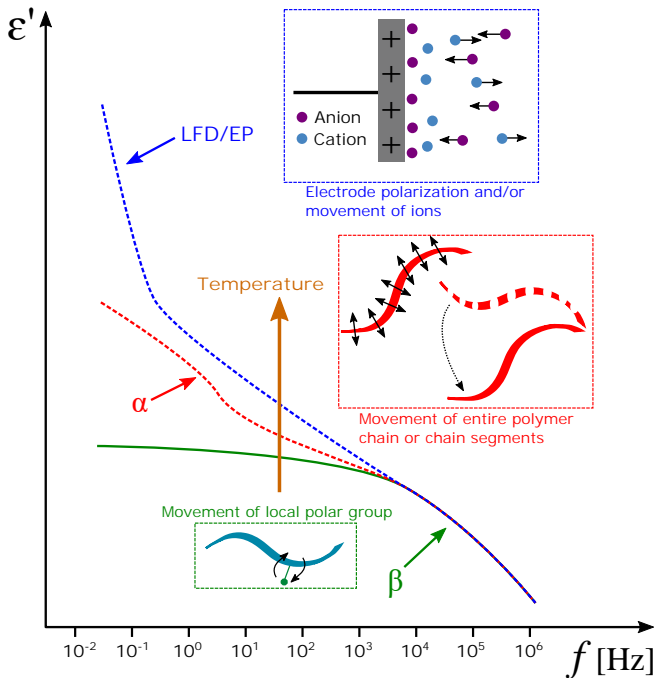 ε'
+
+
+
+
Anion
Cation
LFD/EP
Electrode polarization and/or
movement of ions
Temperature
α
Movement of entire polymer
chain or chain segments
Movement of local polar group
β
10⁻² 10⁻¹ 10⁰ 10¹ 10² 10³ 10⁴ 10⁵ 10⁶
f [Hz]